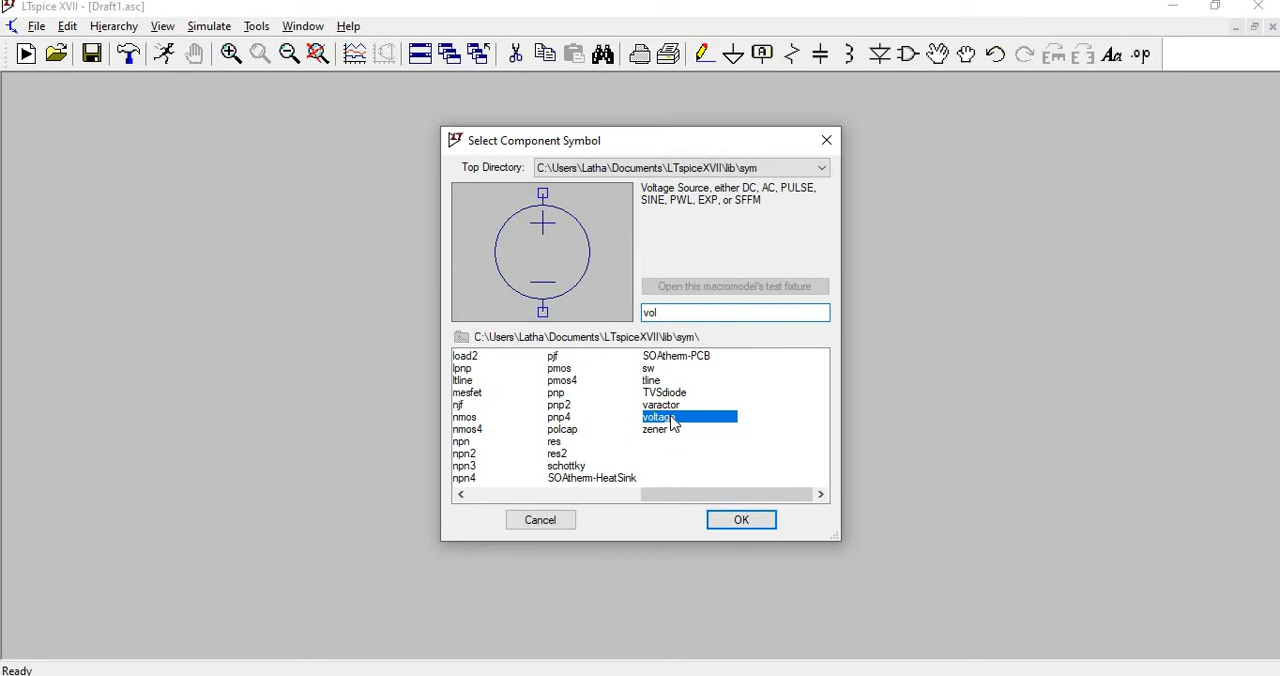 LTspice XVII - [Draft1.asc]
File Edit Hierarchy View Simulate Tools Window Help
A Aa .op
Select Component Symbol
Top Directory: C:\Users\Latha\Documents\LTspiceXVII\lib\sym
Voltage Source, either DC, AC, PULSE,
SINE, PWL, EXP, or SFFM
Open this macromodel's test fixture
vol
C:\Users\Latha\Documents\LTspiceXVII\lib\sym\
load2 pjf SOAtherm-PCB
lpnp pmos sw
ltline pmos4 tline
mesfet pnp TVSdiode
njf pnp2 varactor
nmos pnp4 voltage
nmos4 polcap zener
npn res
npn2 res2
npn3 schottky
npn4 SOAtherm-HeatSink
Cancel OK
Ready